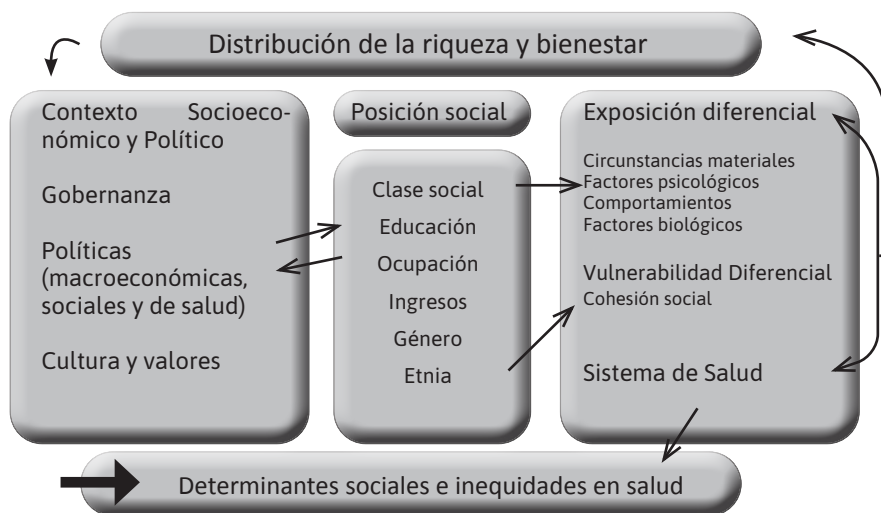 Distribución de la riqueza y bienestar
Contexto Socioeco-
nómico y Político
Gobernanza
Políticas
(macroeconómicas,
sociales y de salud)
Cultura y valores
Posición social
Clase social
Educación
Ocupación
Ingresos
Género
Etnia
Exposición diferencial
Circunstancias materiales
Factores psicológicos
Comportamientos
Factores biológicos
Vulnerabilidad Diferencial
Cohesión social
Sistema de Salud
Determinantes sociales e inequidades en salud